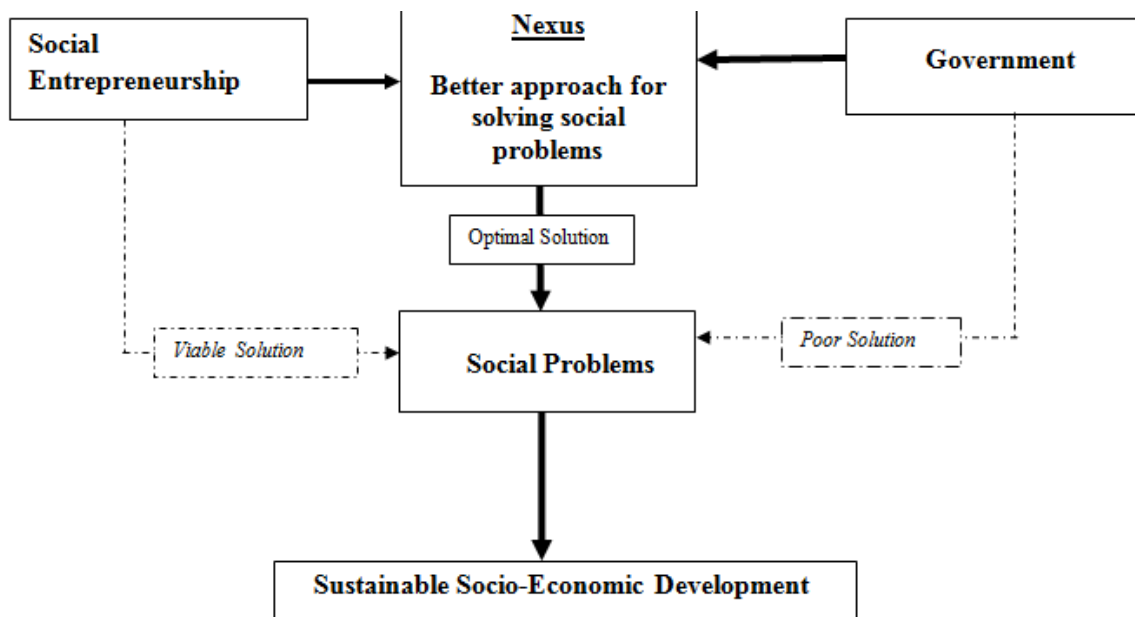 Social
Entrepreneurship
Nexus
Better approach for
solving social
problems
Government
Optimal Solution
Viable Solution
Social Problems
Poor Solution
Sustainable Socio-Economic Development